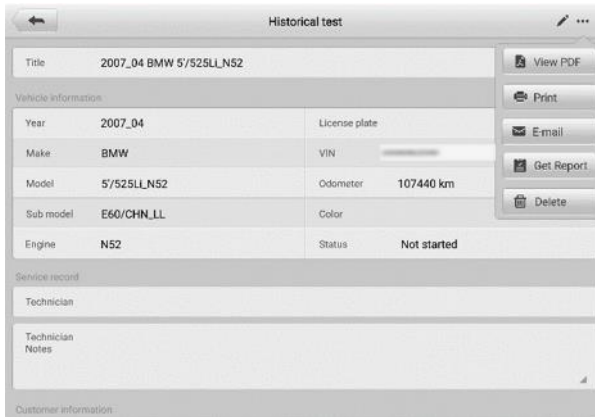 Historical test
Title 2007_04 BMW 5'/525Li_N52
View PDF
Print
E-mail
Get Report
Delete
Vehicle information
Year 2007_04 License plate
Make BMW VIN
Model 5'/525Li_N52 Odometer 107440 km
Sub model E60/CHN_LL Color
Engine N52 Status Not started
Service record
Technician
Technician
Notes
Customer information